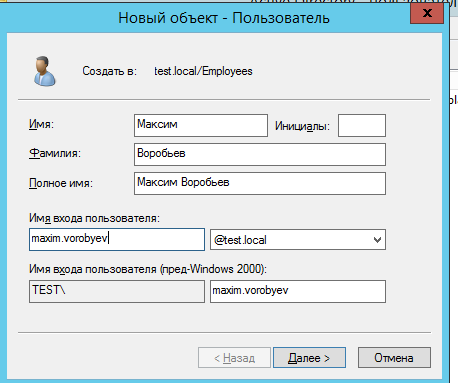 Новый объект - Пользователь
x
Создать в: test.local/Employees
Имя: Максим Инициалы:
Фамилия: Воробьев
Полное имя: Максим Воробьев
Имя входа пользователя:
maxim.vorobyev @test.local
Имя входа пользователя (пред-Windows 2000):
TEST\ maxim.vorobyev
< Назад Далее > Отмена